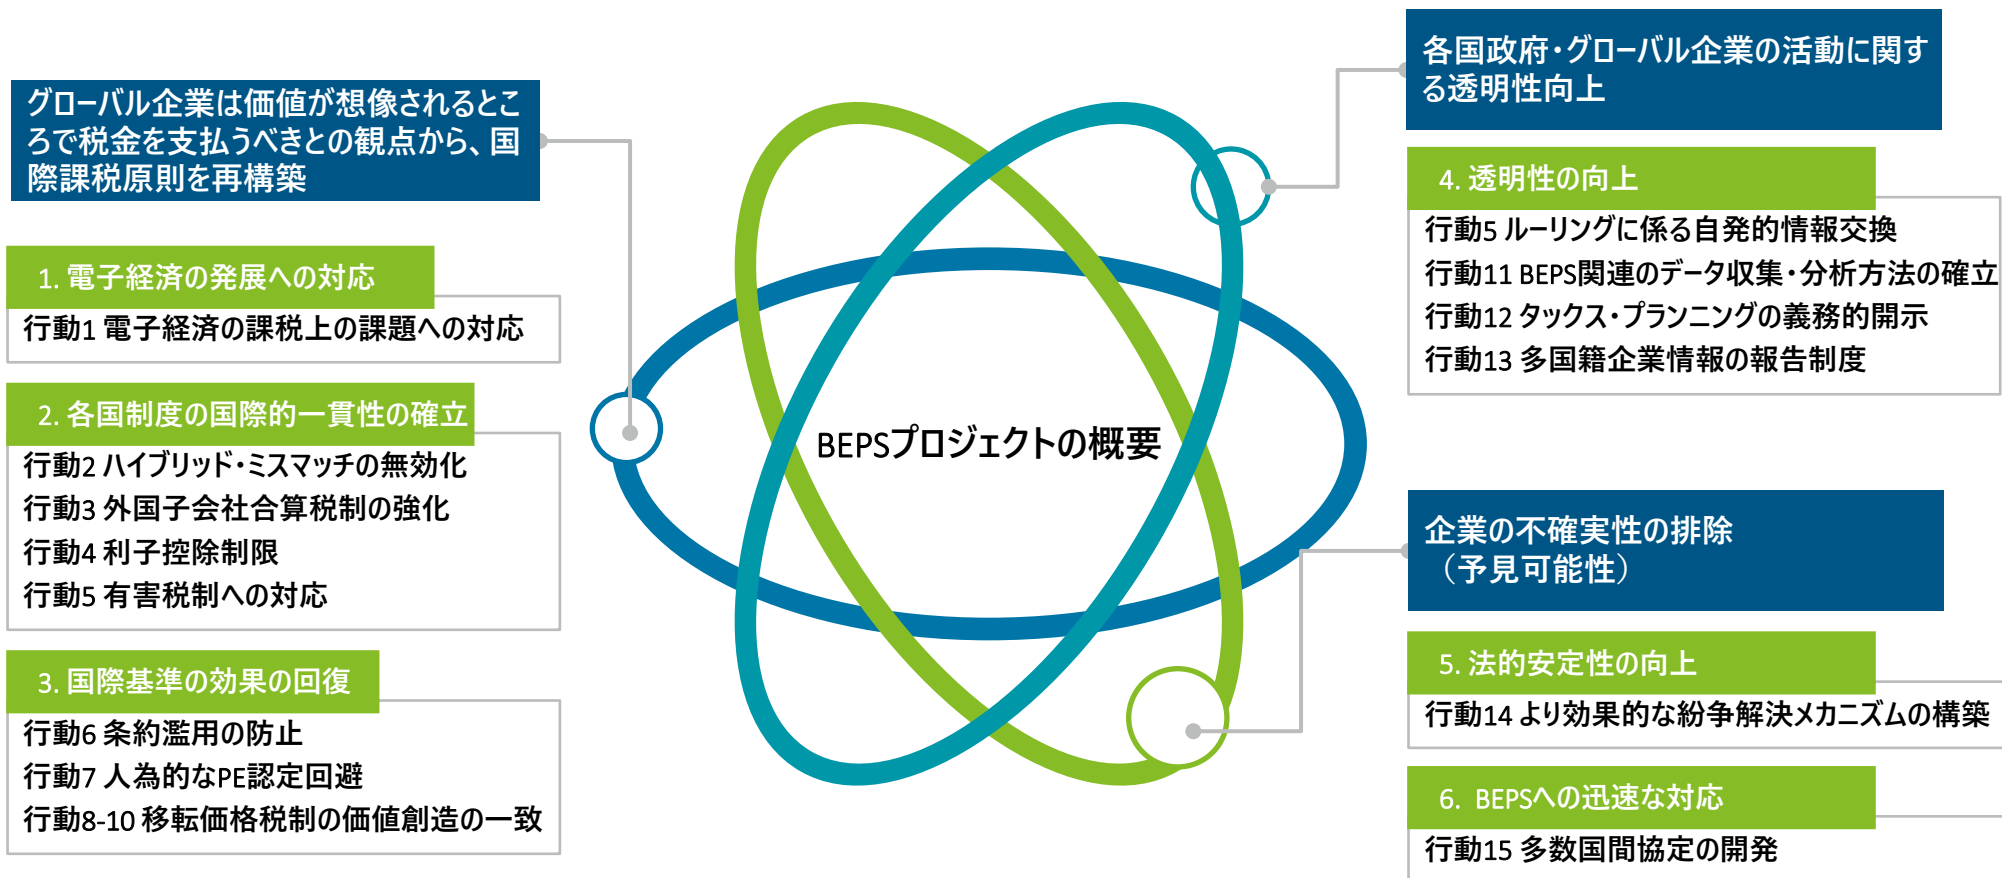 グローバル企業は価値が想像されるとこ
ろで税金を支払うべきとの観点から、国
際課税原則を再構築
1. 電子経済の発展への対応
行動1 電子経済の課税上の課題への対応
2. 各国制度の国際的一貫性の確立
行動2 ハイブリッド・ミスマッチの無効化
行動3 外国子会社合算税制の強化
行動4 利子控除制限
行動5 有害税制への対応
3. 国際基準の効果の回復
行動6 条約濫用の防止
行動7 人為的なPE認定回避
行動8-10 移転価格税制の価値創造の一致
BEPSプロジェクトの概要
各国政府・グローバル企業の活動に関す
る透明性向上
4. 透明性の向上
行動5 ルーリングに係る自発的情報交換
行動11 BEPS関連のデータ収集・分析方法の確立
行動12 タックス・プランニングの義務的開示
行動13 多国籍企業情報の報告制度
企業の不確実性の排除
（予見可能性）
5. 法的安定性の向上
行動14 より効果的な紛争解決メカニズムの構築
6. BEPSへの迅速な対応
行動15 多数国間協定の開発